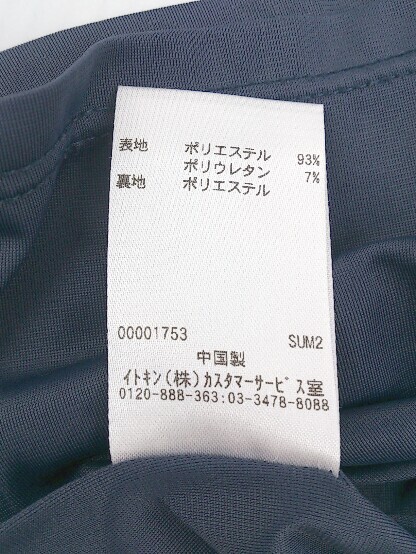 表地 ポリエステル 93%
ポリウレタン 7%
裏地 ポリエステル
00001753 SUM2
中国製
イトキン(株)カスタマーサービス室
0120-888-363:03-3478-8088